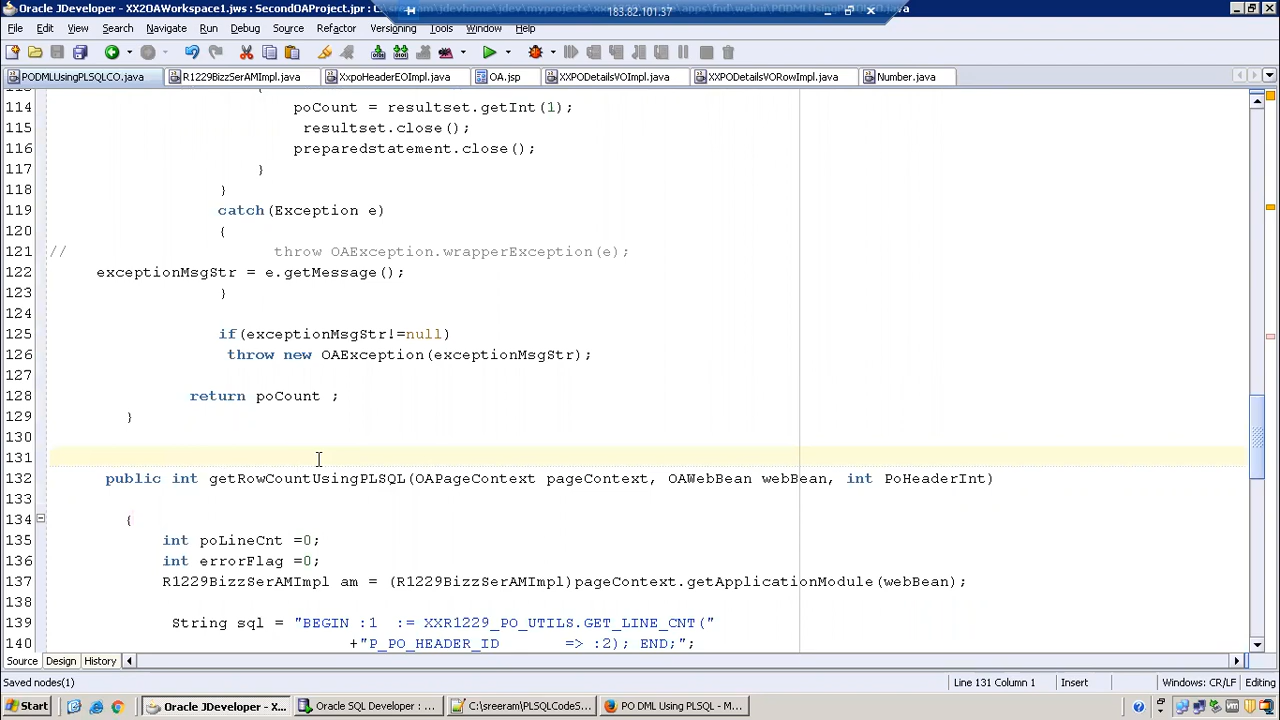 Oracle JDeveloper - XX2OAWorkspace1.jws : SecondOAProject.jpr :
183.82.101.37
File Edit View Search Navigate Run Debug Source Refactor Versioning Tools Window Help
PODMLUsingPLSQLCO.java R1229BizzSerAMImpl.java XxpoHeaderEOImpl.java OA.jsp XXPODetailsVOImpl.java XXPODetailsVORowImpl.java Number.java
{
114 poCount = resultset.getInt(1);
115 resultset.close();
116 preparedstatement.close();
117 }
118 }
119 catch(Exception e)
120 {
121 // throw OAException.wrapperException(e);
122 exceptionMsgStr = e.getMessage();
123 }
124
125 if(exceptionMsgStr!=null)
126 throw new OAException(exceptionMsgStr);
127
128 return poCount ;
129 }
130
131
132 public int getRowCountUsingPLSQL(OAPageContext pageContext, OAWebBean webBean, int PoHeaderInt)
133
134 {
135 int poLineCnt =0;
136 int errorFlag =0;
137 R1229BizzSerAMImpl am = (R1229BizzSerAMImpl)pageContext.getApplicationModule(webBean);
138
139 String sql = "BEGIN :1 := XXR1229_PO_UTILS.GET_LINE_CNT("
140 +"P_PO_HEADER_ID => :2); END;";
Source Design History
Saved nodes(1) Line 131 Column 1 Insert Windows: CR/LF Editing
Start Oracle JDeveloper - X... Oracle SQL Developer : ... C:\sreeram\PLSQLCodeS... PO DML Using PLSQL - M...